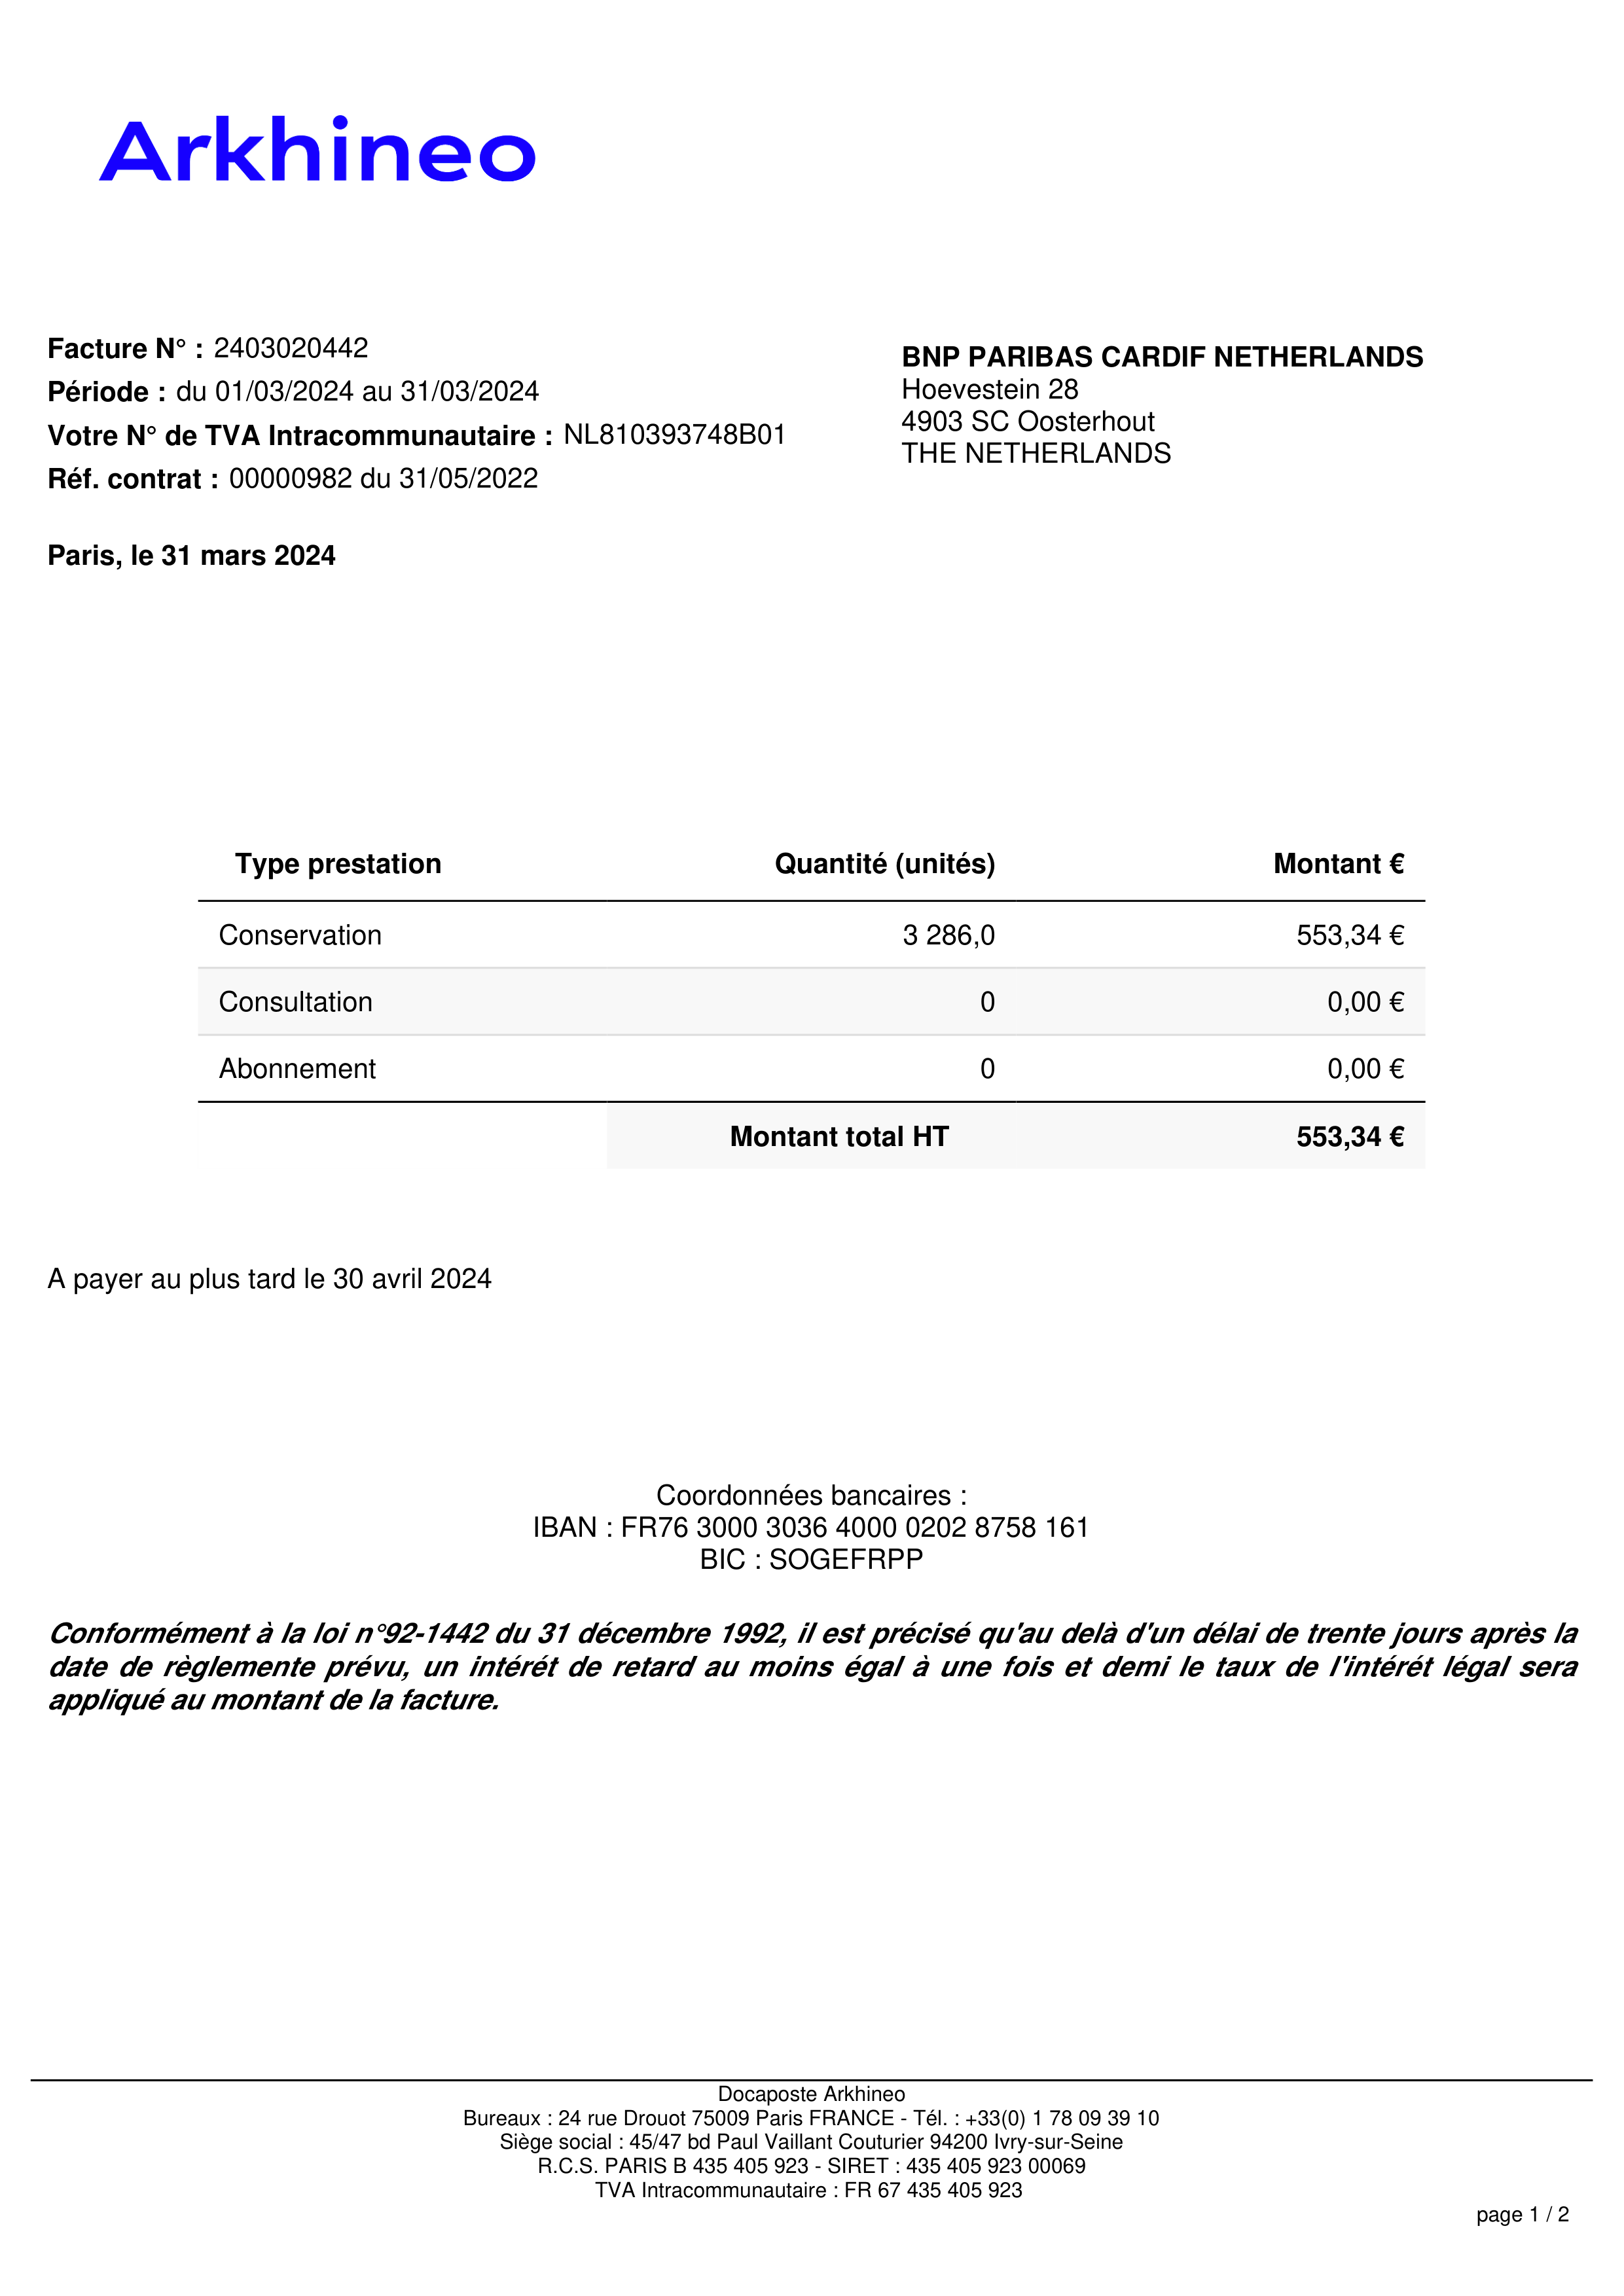 Arkhineo
Facture N° : 2403020442
Période : du 01/03/2024 au 31/03/2024
Votre N° de TVA Intracommunautaire : NL810393748B01
Réf. contrat : 00000982 du 31/05/2022
BNP PARIBAS CARDIF NETHERLANDS
Hoevestein 28
4903 SC Oosterhout
THE NETHERLANDS
Paris, le 31 mars 2024
Type prestation Quantité (unités) Montant €
Conservation 3 286,0 553,34 €
Consultation 0 0,00 €
Abonnement 0 0,00 €
Montant total HT 553,34 €
A payer au plus tard le 30 avril 2024
Coordonnées bancaires :
IBAN : FR76 3000 3036 4000 0202 8758 161
BIC : SOGEFRPP
Conformément à la loi n°92-1442 du 31 décembre 1992, il est précisé qu'au delà d'un délai de trente jours après la
date de règlemente prévu, un intérét de retard au moins égal à une fois et demi le taux de l'intérét légal sera
appliqué au montant de la facture.
Docaposte Arkhineo
Bureaux : 24 rue Drouot 75009 Paris FRANCE - Tél. : +33(0) 1 78 09 39 10
Siège social : 45/47 bd Paul Vaillant Couturier 94200 Ivry-sur-Seine
R.C.S. PARIS B 435 405 923 - SIRET : 435 405 923 00069
TVA Intracommunautaire : FR 67 435 405 923
page 1 / 2